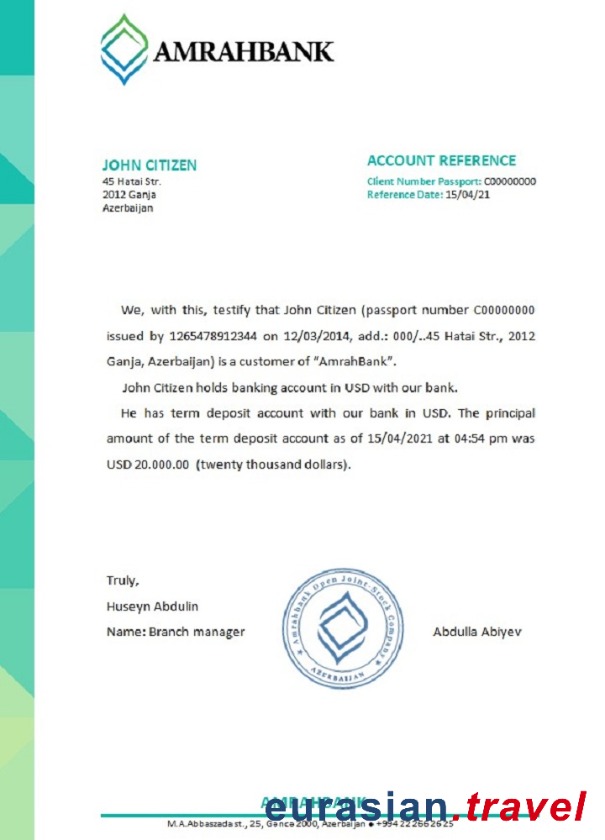 AMRAHBANK
JOHN CITIZEN
45 Hatai Str.
2012 Ganja
Azerbaijan
ACCOUNT REFERENCE
Client Number Passport: C00000000
Reference Date: 15/04/21
We, with this, testify that John Citizen (passport number C00000000
issued by 1265478912344 on 12/03/2014, add.: 000/..45 Hatai Str., 2012
Ganja, Azerbaijan) is a customer of “AmrahBank”.
John Citizen holds banking account in USD with our bank.
He has term deposit account with our bank in USD. The principal
amount of the term deposit account as of 15/04/2021 at 04:54 pm was
USD 20.000.00 (twenty thousand dollars).
Truly,
Huseyn Abdulin
Name: Branch manager
Amrahbank Open Joint-Stock Company
AZERBAIJAN
Abdulla Abiyev
AMRAHBANK
eurasian.travel
M.A.Abbaszada st., 25, Gence 2000, Azerbaijan ● +994 22 266 26 25